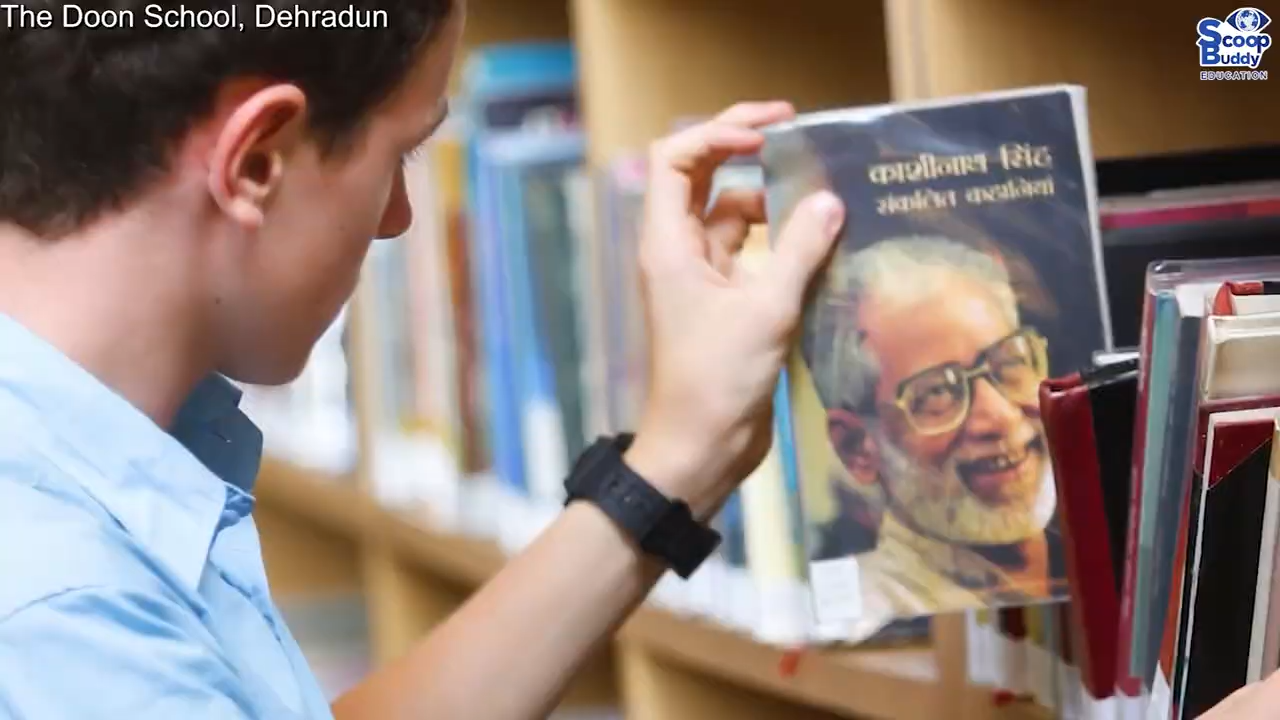 The Doon School, Dehradun
Scoop
Buddy
EDUCATION
काशीनाथ सिंह
संकलित कहानियां